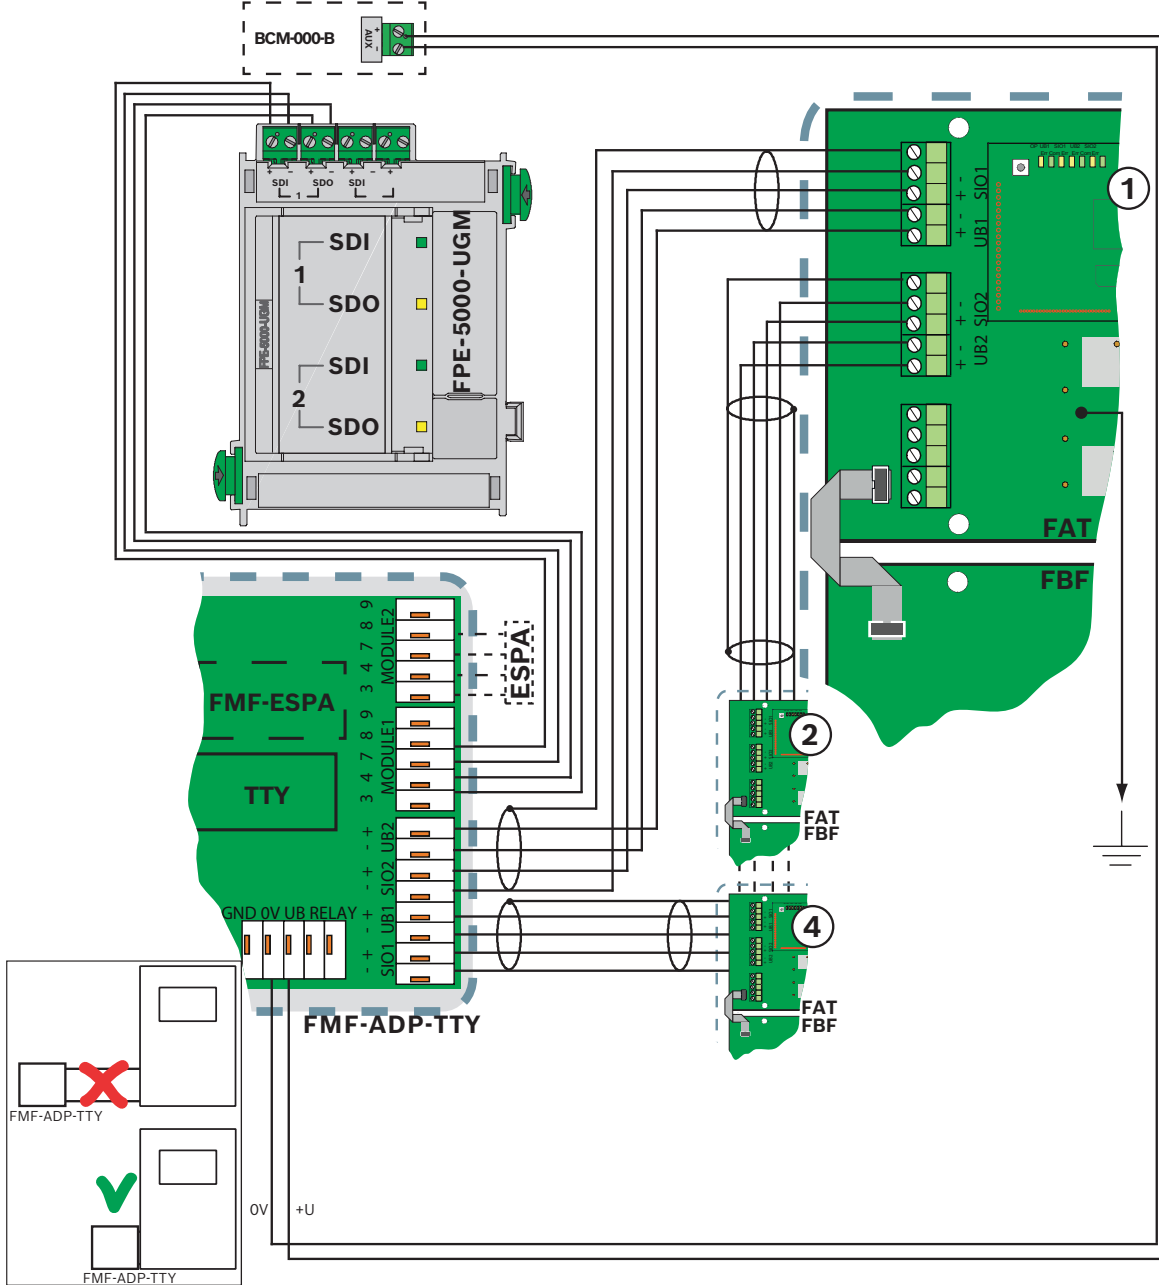 BCM-000-B
+
AUX
-
+ - + - + - - +
SDI SDO SDI
1
SDI
1
SDO
SDI
2
SDO
FPE-5000-UGM
FPE-5000-UGM
- + SIO1
- + UB1
- + SIO2
- + UB2
1
FAT
FBF
3 4 7 8 9
MODULE2
ESPA
FMF-ESPA
3 4 7 8 9
MODULE1
TTY
- + UB2
- + SIO2
- + UB1
- + SIO1
GND 0V UB RELAY
FMF-ADP-TTY
2
FAT
FBF
4
FAT
FBF
FMF-ADP-TTY
0V
+U
FMF-ADP-TTY